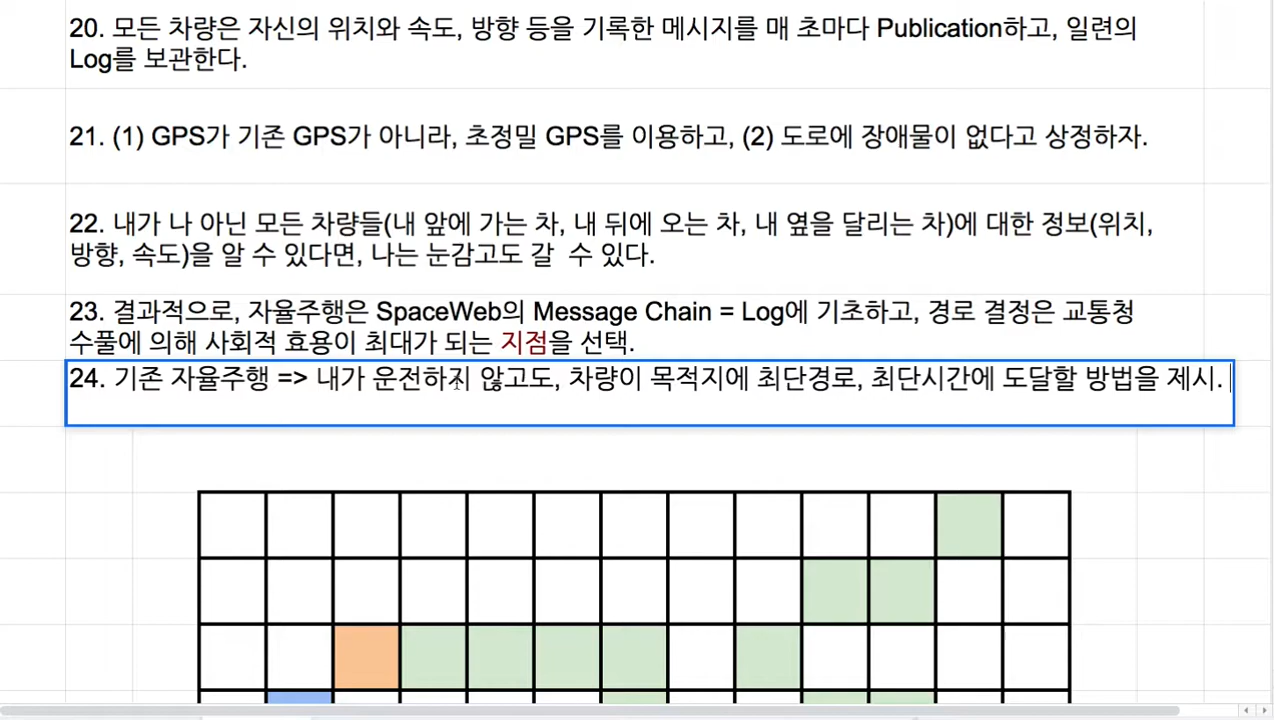 20. 모든 차량은 자신의 위치와 속도, 방향 등을 기록한 메시지를 매 초마다 Publication하고, 일련의
Log를 보관한다.
21. (1) GPS가 기존 GPS가 아니라, 초정밀 GPS를 이용하고, (2) 도로에 장애물이 없다고 상정하자.
22. 내가 나 아닌 모든 차량들(내 앞에 가는 차, 내 뒤에 오는 차, 내 옆을 달리는 차)에 대한 정보(위치,
방향, 속도)을 알 수 있다면, 나는 눈감고도 갈  수 있다.
23. 결과적으로, 자율주행은 SpaceWeb의 Message Chain = Log에 기초하고, 경로 결정은 교통청
수풀에 의해 사회적 효용이 최대가 되는 지점을 선택.
24. 기존 자율주행 => 내가 운전하지 않고도, 차량이 목적지에 최단경로, 최단시간에 도달할 방법을 제시.